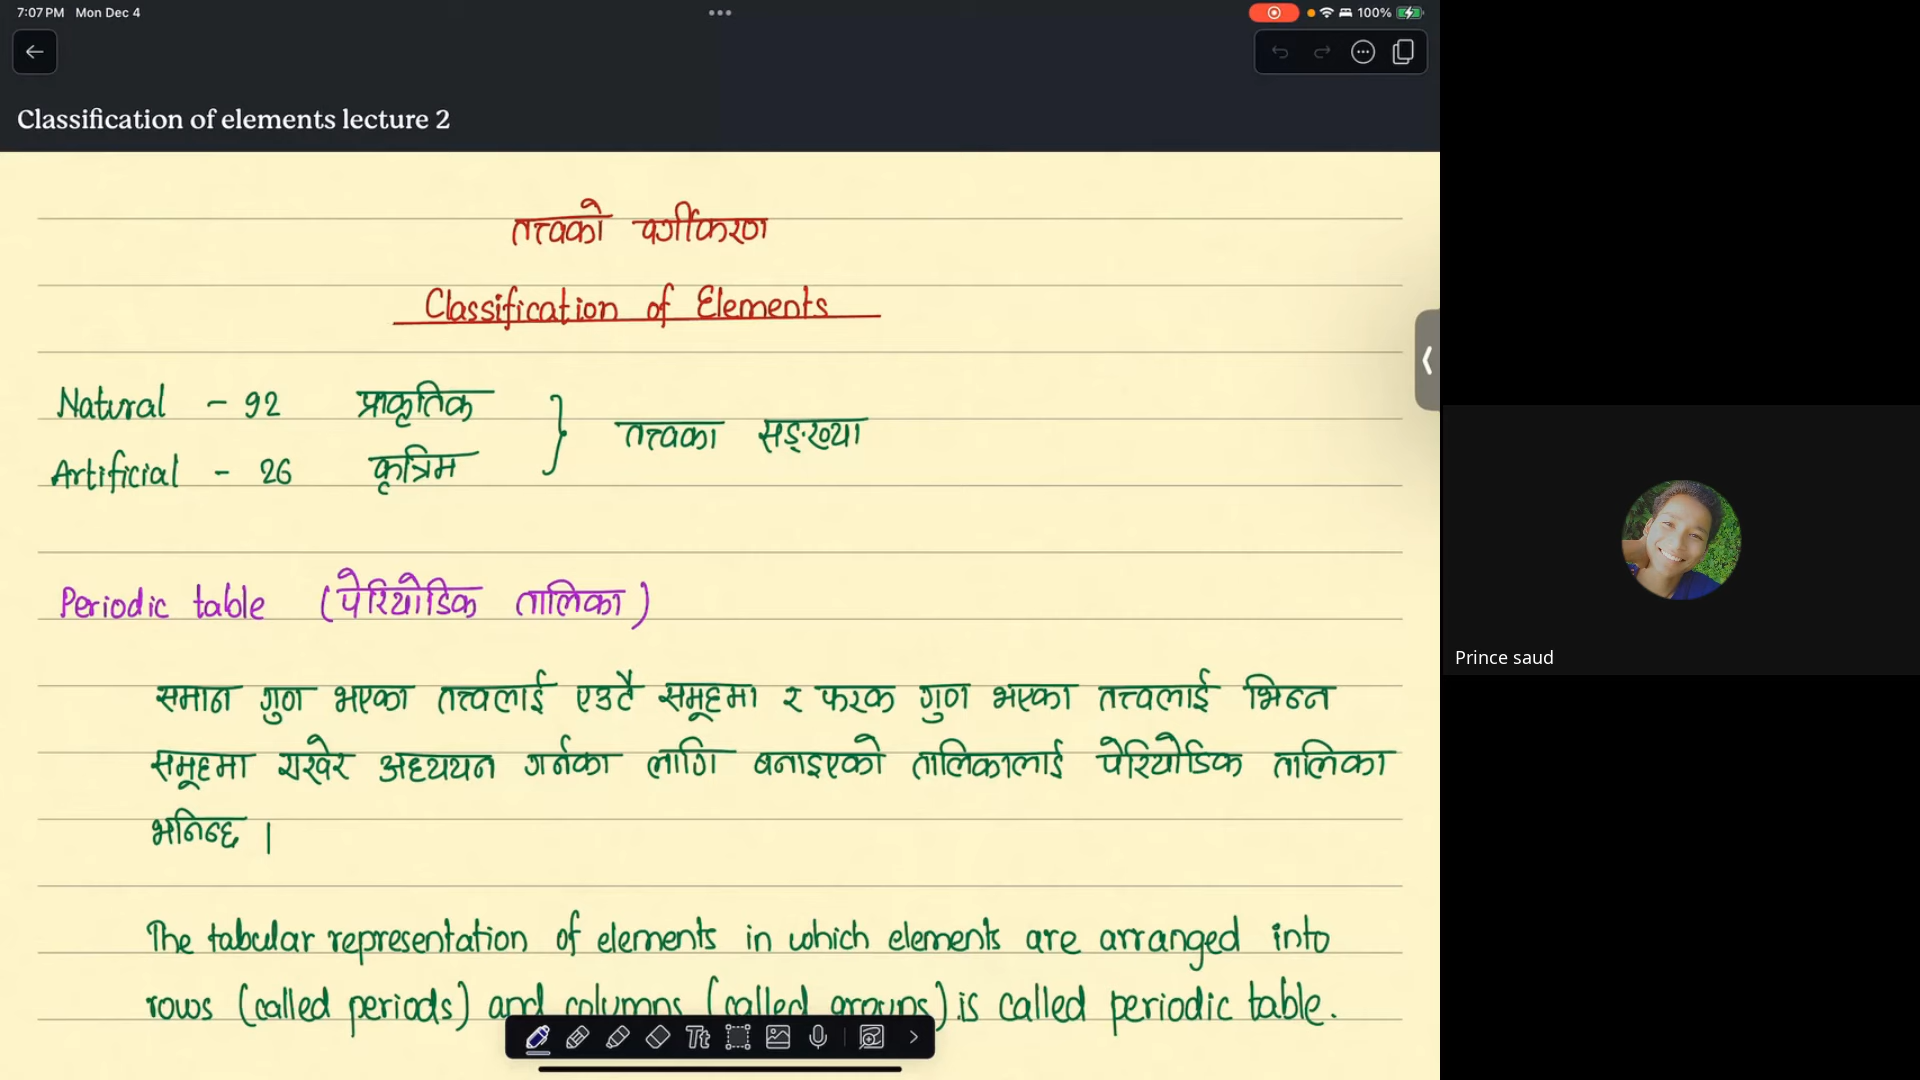 7:07 PM Mon Dec 4
100%
Classification of elements lecture 2
तत्त्वको वर्गीकरण
Classification of Elements
Natural - 92 प्राकृतिक
Artificial - 26 कृत्रिम
} तत्त्वका सङ्ख्या
Periodic table (पेरियोडिक तालिका)
समान गुण भएका तत्त्वलाई एउटै समूहमा र फरक गुण भएका तत्त्वलाई भिन्न
समूहमा राखेर अध्ययन गर्नका लागि बनाइएको तालिकालाई पेरियोडिक तालिका
भनिन्छ ।
The tabular representation of elements in which elements are arranged into
rows (called periods) and columns (called groups) is called periodic table.
Tt
Prince saud